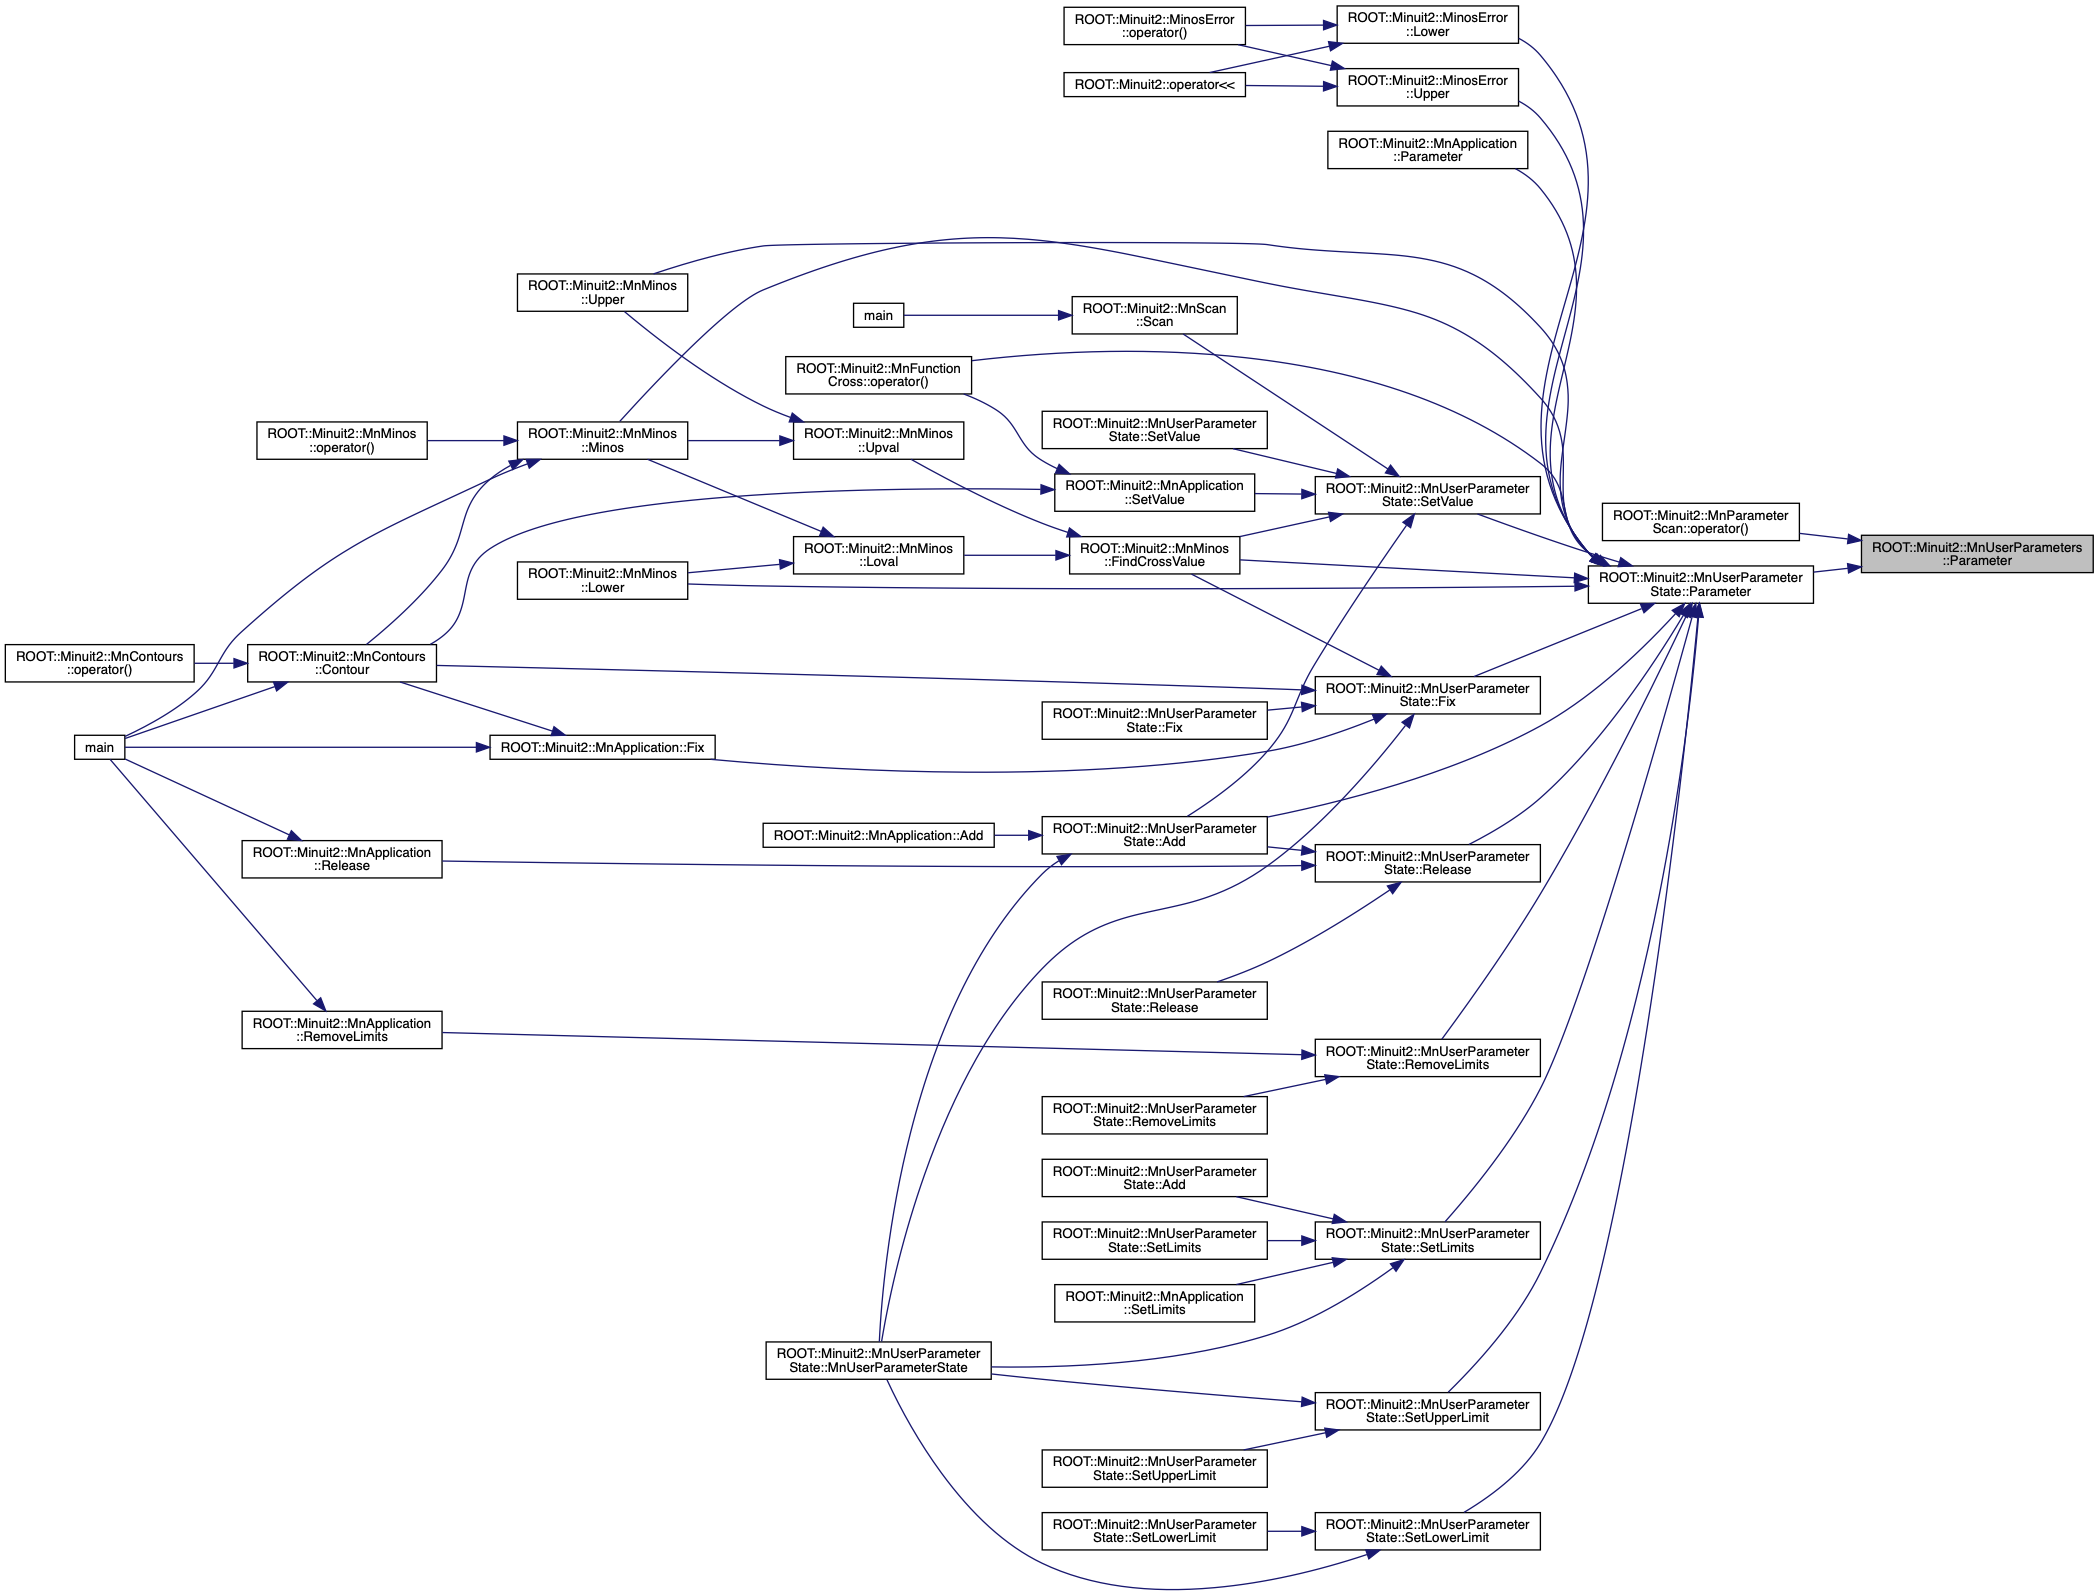 ROOT::Minuit2::MinosError
::operator()
ROOT::Minuit2::MinosError
::Lower
ROOT::Minuit2::operator<<
ROOT::Minuit2::MinosError
::Upper
ROOT::Minuit2::MnApplication
::Parameter
ROOT::Minuit2::MnMinos
::Upper
main
ROOT::Minuit2::MnScan
::Scan
ROOT::Minuit2::MnFunction
Cross::operator()
ROOT::Minuit2::MnMinos
::operator()
ROOT::Minuit2::MnMinos
::Minos
ROOT::Minuit2::MnMinos
::Upval
ROOT::Minuit2::MnUserParameter
State::SetValue
ROOT::Minuit2::MnApplication
::SetValue
ROOT::Minuit2::MnUserParameter
State::SetValue
ROOT::Minuit2::MnParameter
Scan::operator()
ROOT::Minuit2::MnUserParameters
::Parameter
ROOT::Minuit2::MnMinos
::Lower
ROOT::Minuit2::MnMinos
::Loval
ROOT::Minuit2::MnMinos
::FindCrossValue
ROOT::Minuit2::MnUserParameter
State::Parameter
ROOT::Minuit2::MnContours
::operator()
ROOT::Minuit2::MnContours
::Contour
ROOT::Minuit2::MnUserParameter
State::Fix
ROOT::Minuit2::MnUserParameter
State::Fix
main
ROOT::Minuit2::MnApplication::Fix
ROOT::Minuit2::MnApplication::Add
ROOT::Minuit2::MnUserParameter
State::Add
ROOT::Minuit2::MnApplication
::Release
ROOT::Minuit2::MnUserParameter
State::Release
ROOT::Minuit2::MnUserParameter
State::Release
ROOT::Minuit2::MnApplication
::RemoveLimits
ROOT::Minuit2::MnUserParameter
State::RemoveLimits
ROOT::Minuit2::MnUserParameter
State::RemoveLimits
ROOT::Minuit2::MnUserParameter
State::Add
ROOT::Minuit2::MnUserParameter
State::SetLimits
ROOT::Minuit2::MnUserParameter
State::SetLimits
ROOT::Minuit2::MnApplication
::SetLimits
ROOT::Minuit2::MnUserParameter
State::MnUserParameterState
ROOT::Minuit2::MnUserParameter
State::SetUpperLimit
ROOT::Minuit2::MnUserParameter
State::SetUpperLimit
ROOT::Minuit2::MnUserParameter
State::SetLowerLimit
ROOT::Minuit2::MnUserParameter
State::SetLowerLimit